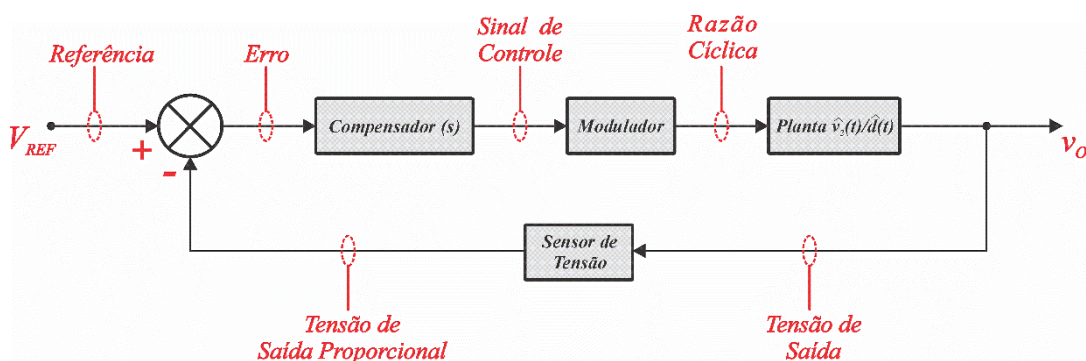 Referência
Erro
Sinal de
Controle
Razão
Cíclica
V_REF
+
-
Compensador (s)
Modulador
Planta v̂₂(t)/d̂(t)
v_O
Sensor de
Tensão
Tensão de
Saída Proporcional
Tensão de
Saída